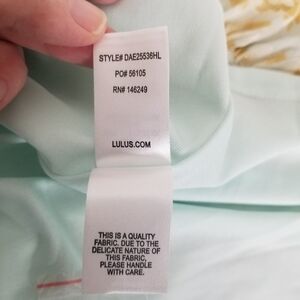 STYLE# DAE25536HL
PO# 56105
RN# 146249
LULUS.COM
THIS IS A QUALITY
FABRIC. DUE TO THE
DELICATE NATURE OF
THIS FABRIC,
PLEASE HANDLE
WITH CARE.